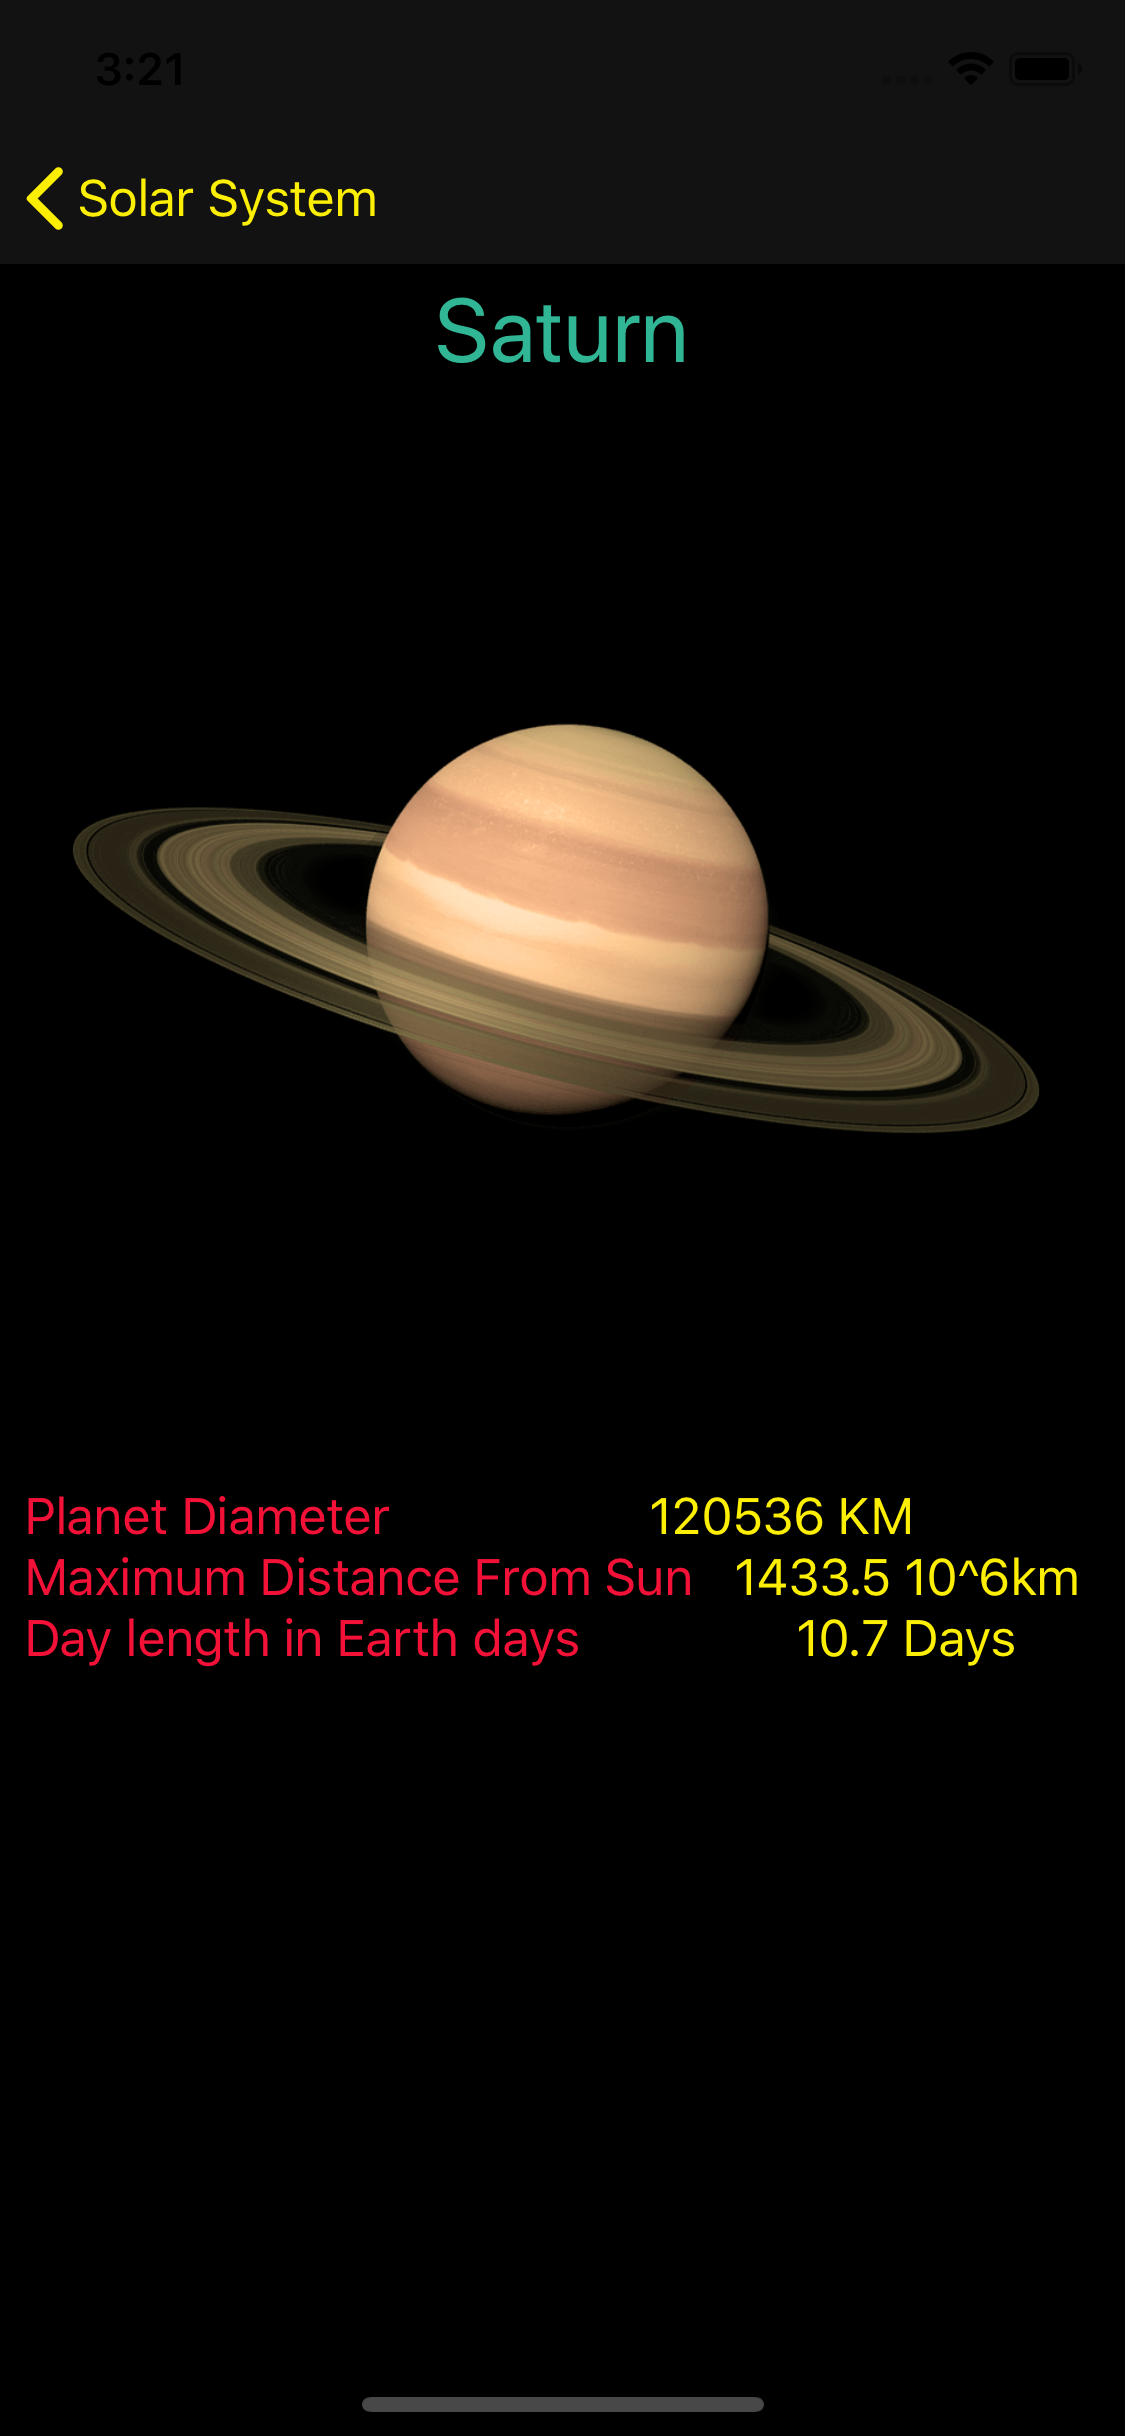 3:21
Solar System
Saturn
Planet Diameter 120536 KM
Maximum Distance From Sun 1433.5 10^6km
Day length in Earth days 10.7 Days